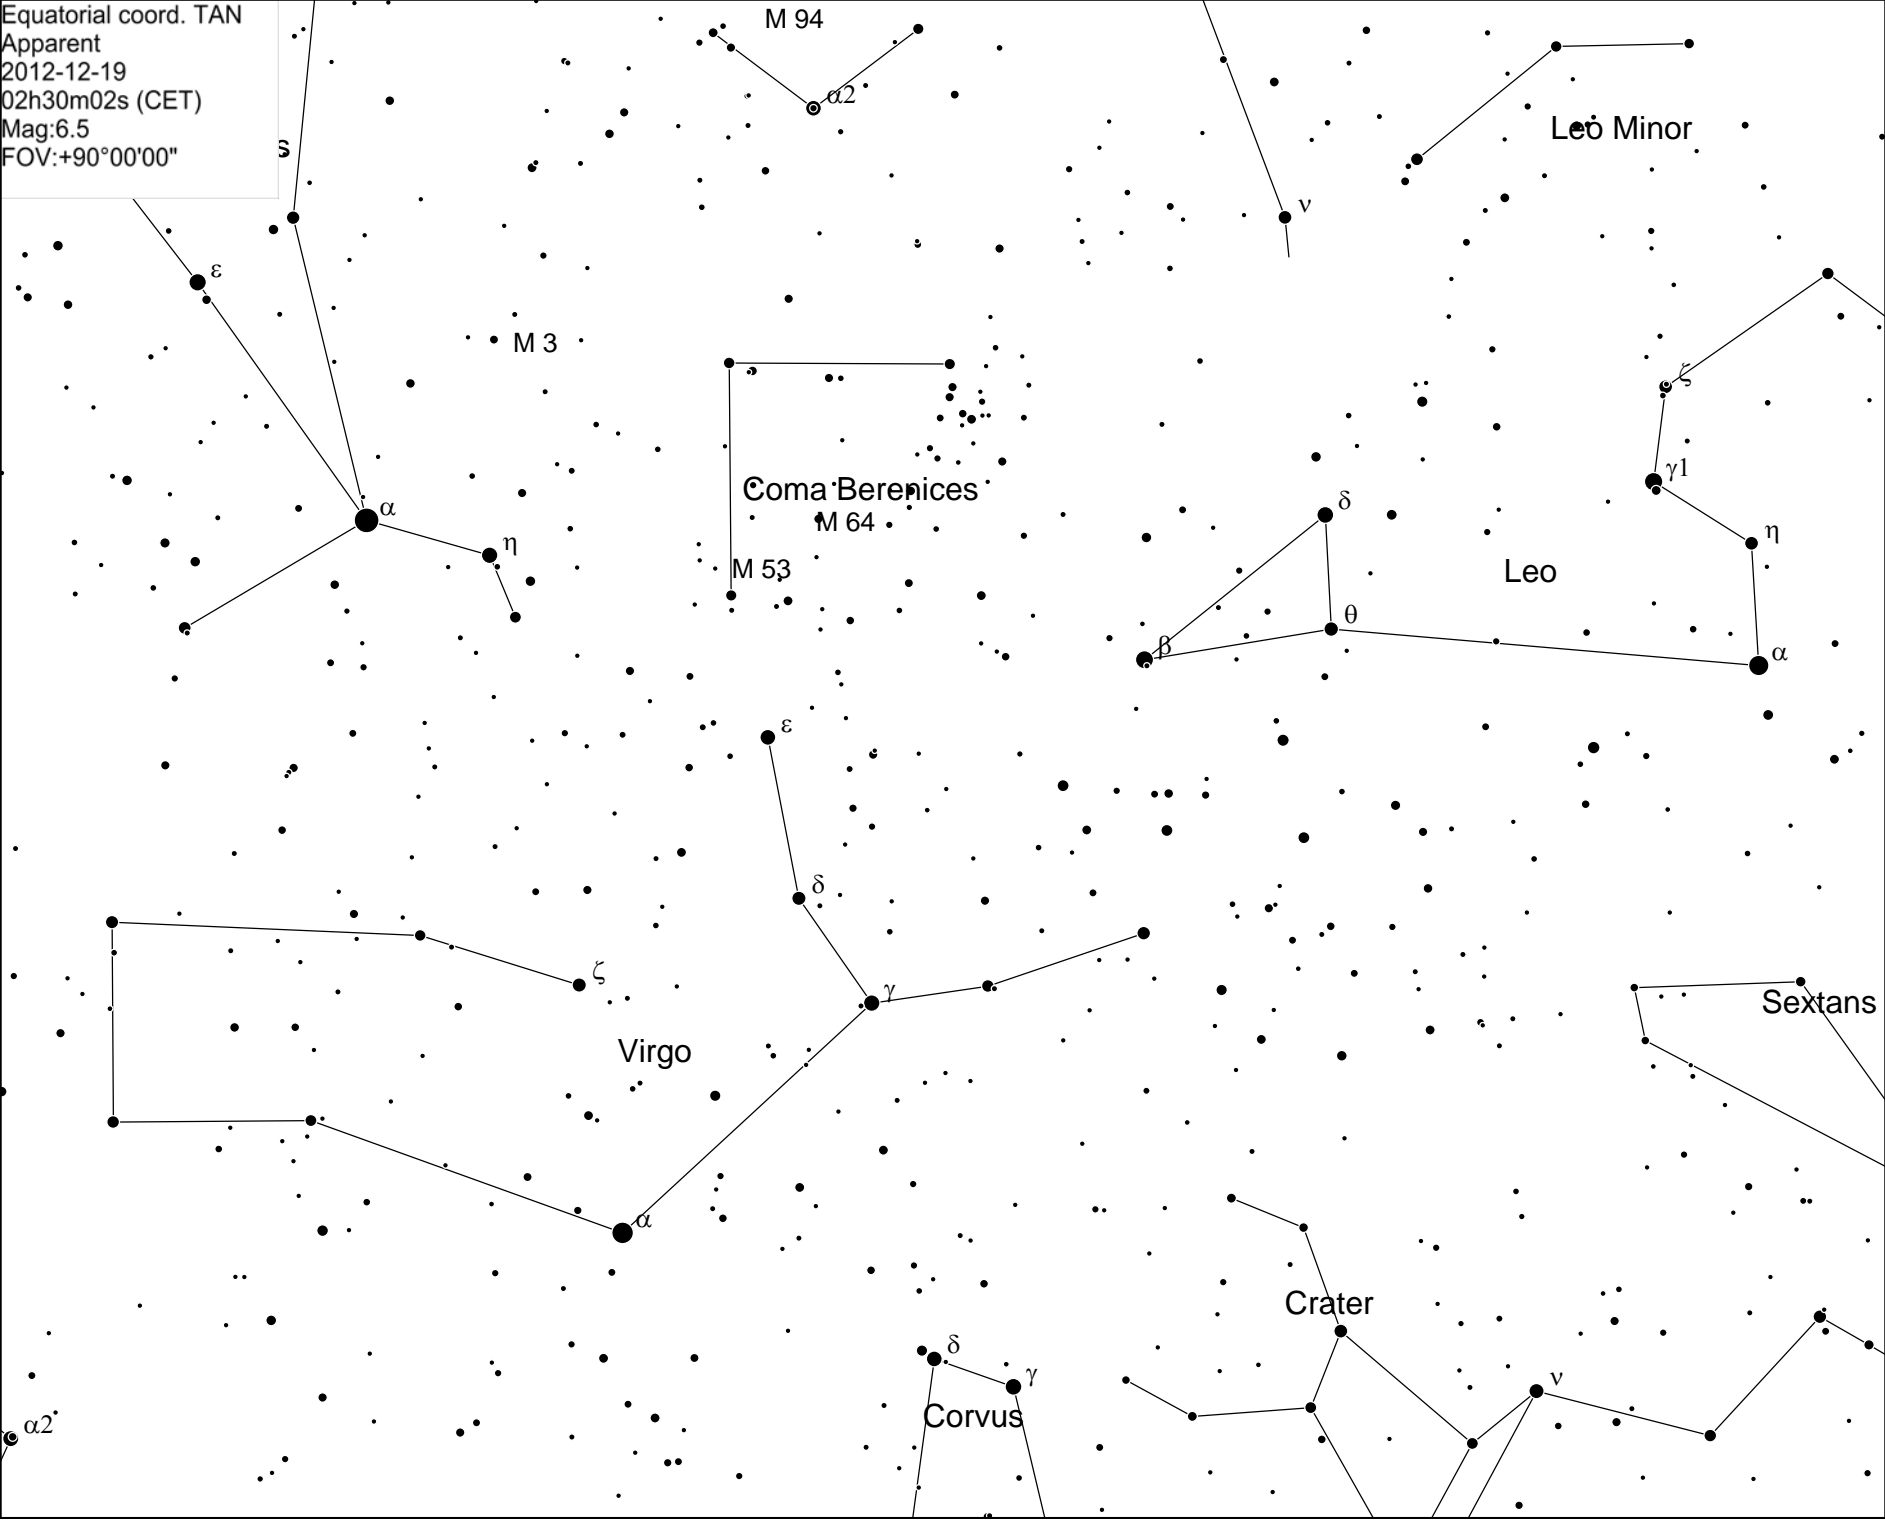 Equatorial coord. TAN
Apparent
2012-12-19
02h30m02s (CET)
Mag:6.5
FOV:+90°00'00"
s
M 94
α2
Leo Minor
ν
ε
M 3
ζ
γ1
Coma Berenices
M 64
α
δ
η
η
Leo
M 53
θ
β
α
ε
δ
ζ
γ
Sextans
Virgo
α
Crater
δ
γ
ν
Corvus
α2